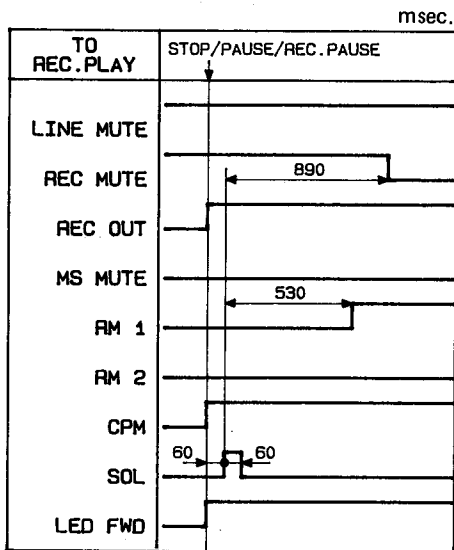 msec.
TO
REC.PLAY
STOP/PAUSE/REC.PAUSE
LINE MUTE
REC MUTE
890
REC OUT
MS MUTE
530
RM 1
RM 2
CPM
60 60
SOL
LED FWD